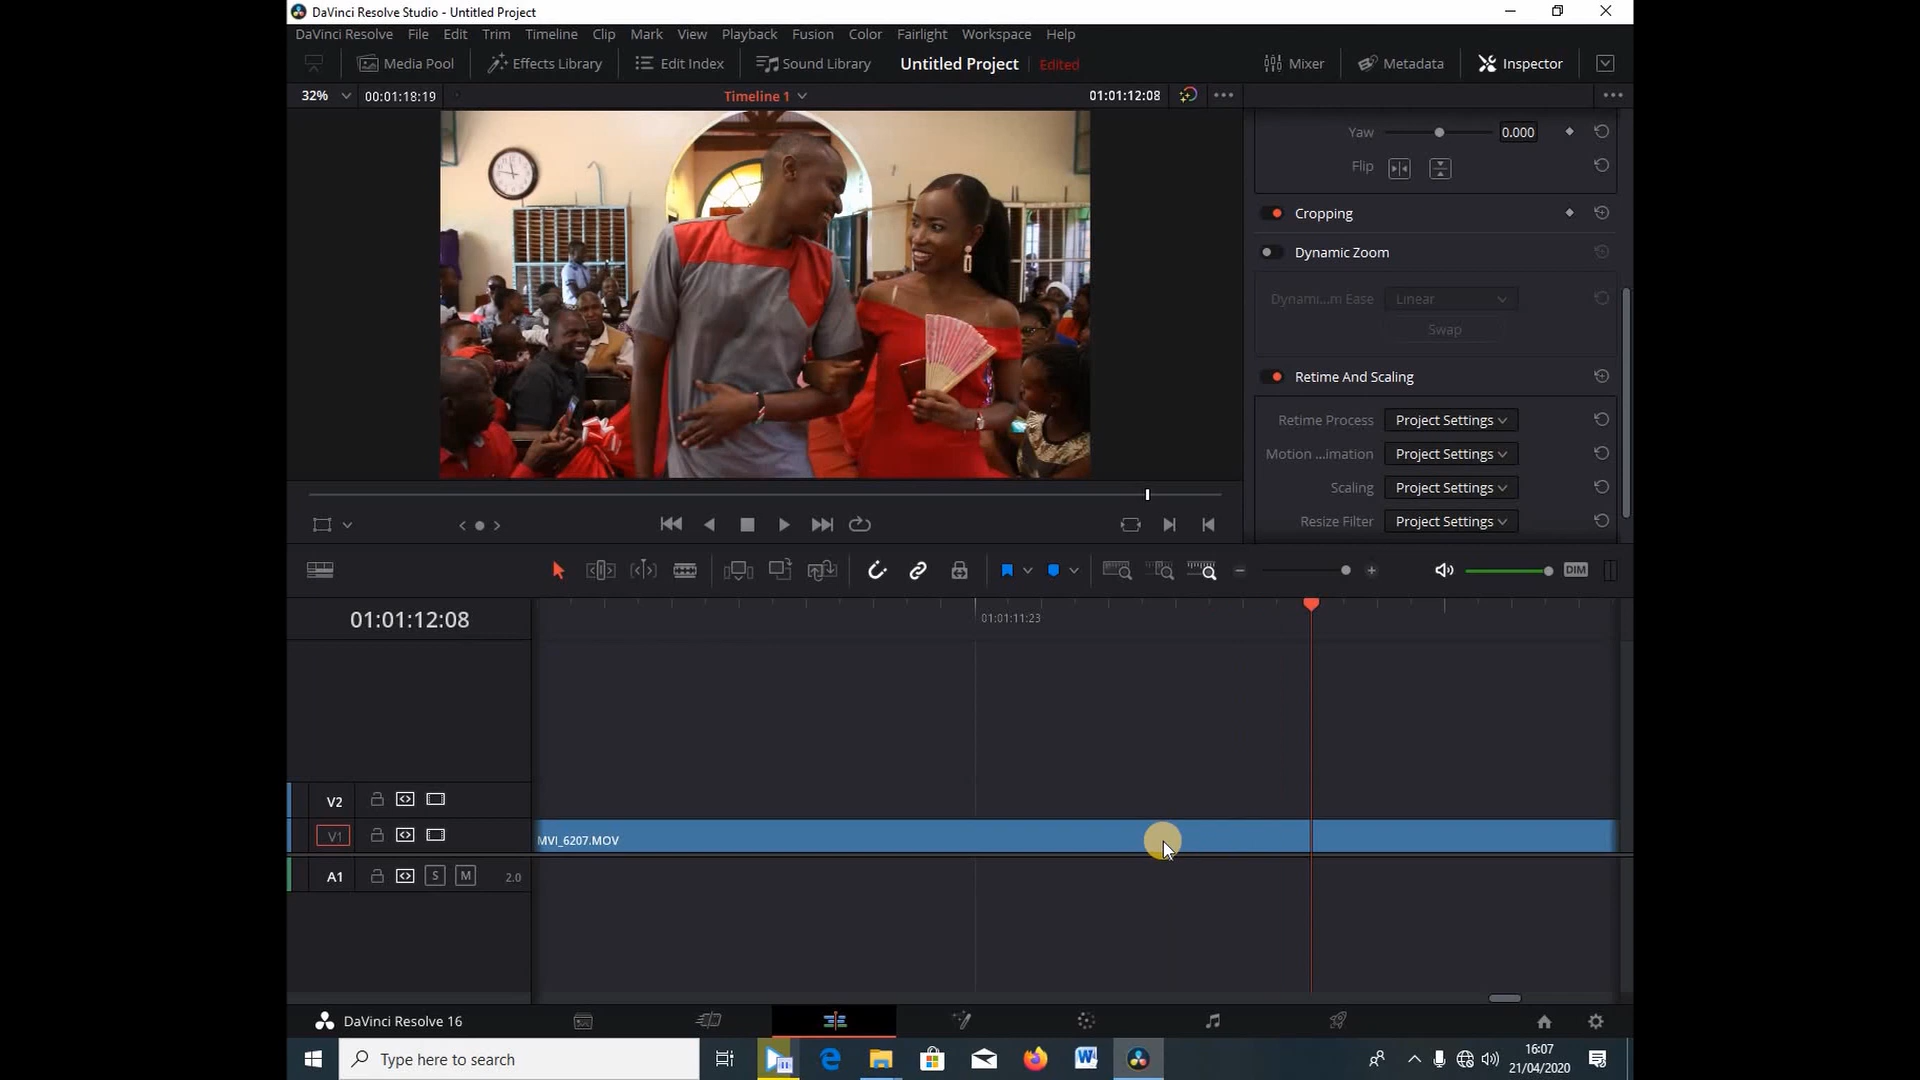 DaVinci Resolve Studio - Untitled Project
DaVinci Resolve File Edit Trim Timeline Clip Mark View Playback Fusion Color Fairlight Workspace Help
Media Pool Effects Library Edit Index Sound Library Untitled Project Edited Mixer Metadata Inspector
32% 00:01:18:19 Timeline 1 01:01:12:08
Yaw 0.000
Flip
Cropping
Dynamic Zoom
Dynami...m Ease Linear
Swap
Retime And Scaling
Retime Process Project Settings
Motion ...imation Project Settings
Scaling Project Settings
Resize Filter Project Settings
DIM
01:01:12:08
01:01:11:23
V2
V1
MVI_6207.MOV
A1 S M 2.0
DaVinci Resolve 16
Type here to search
16:07
21/04/2020